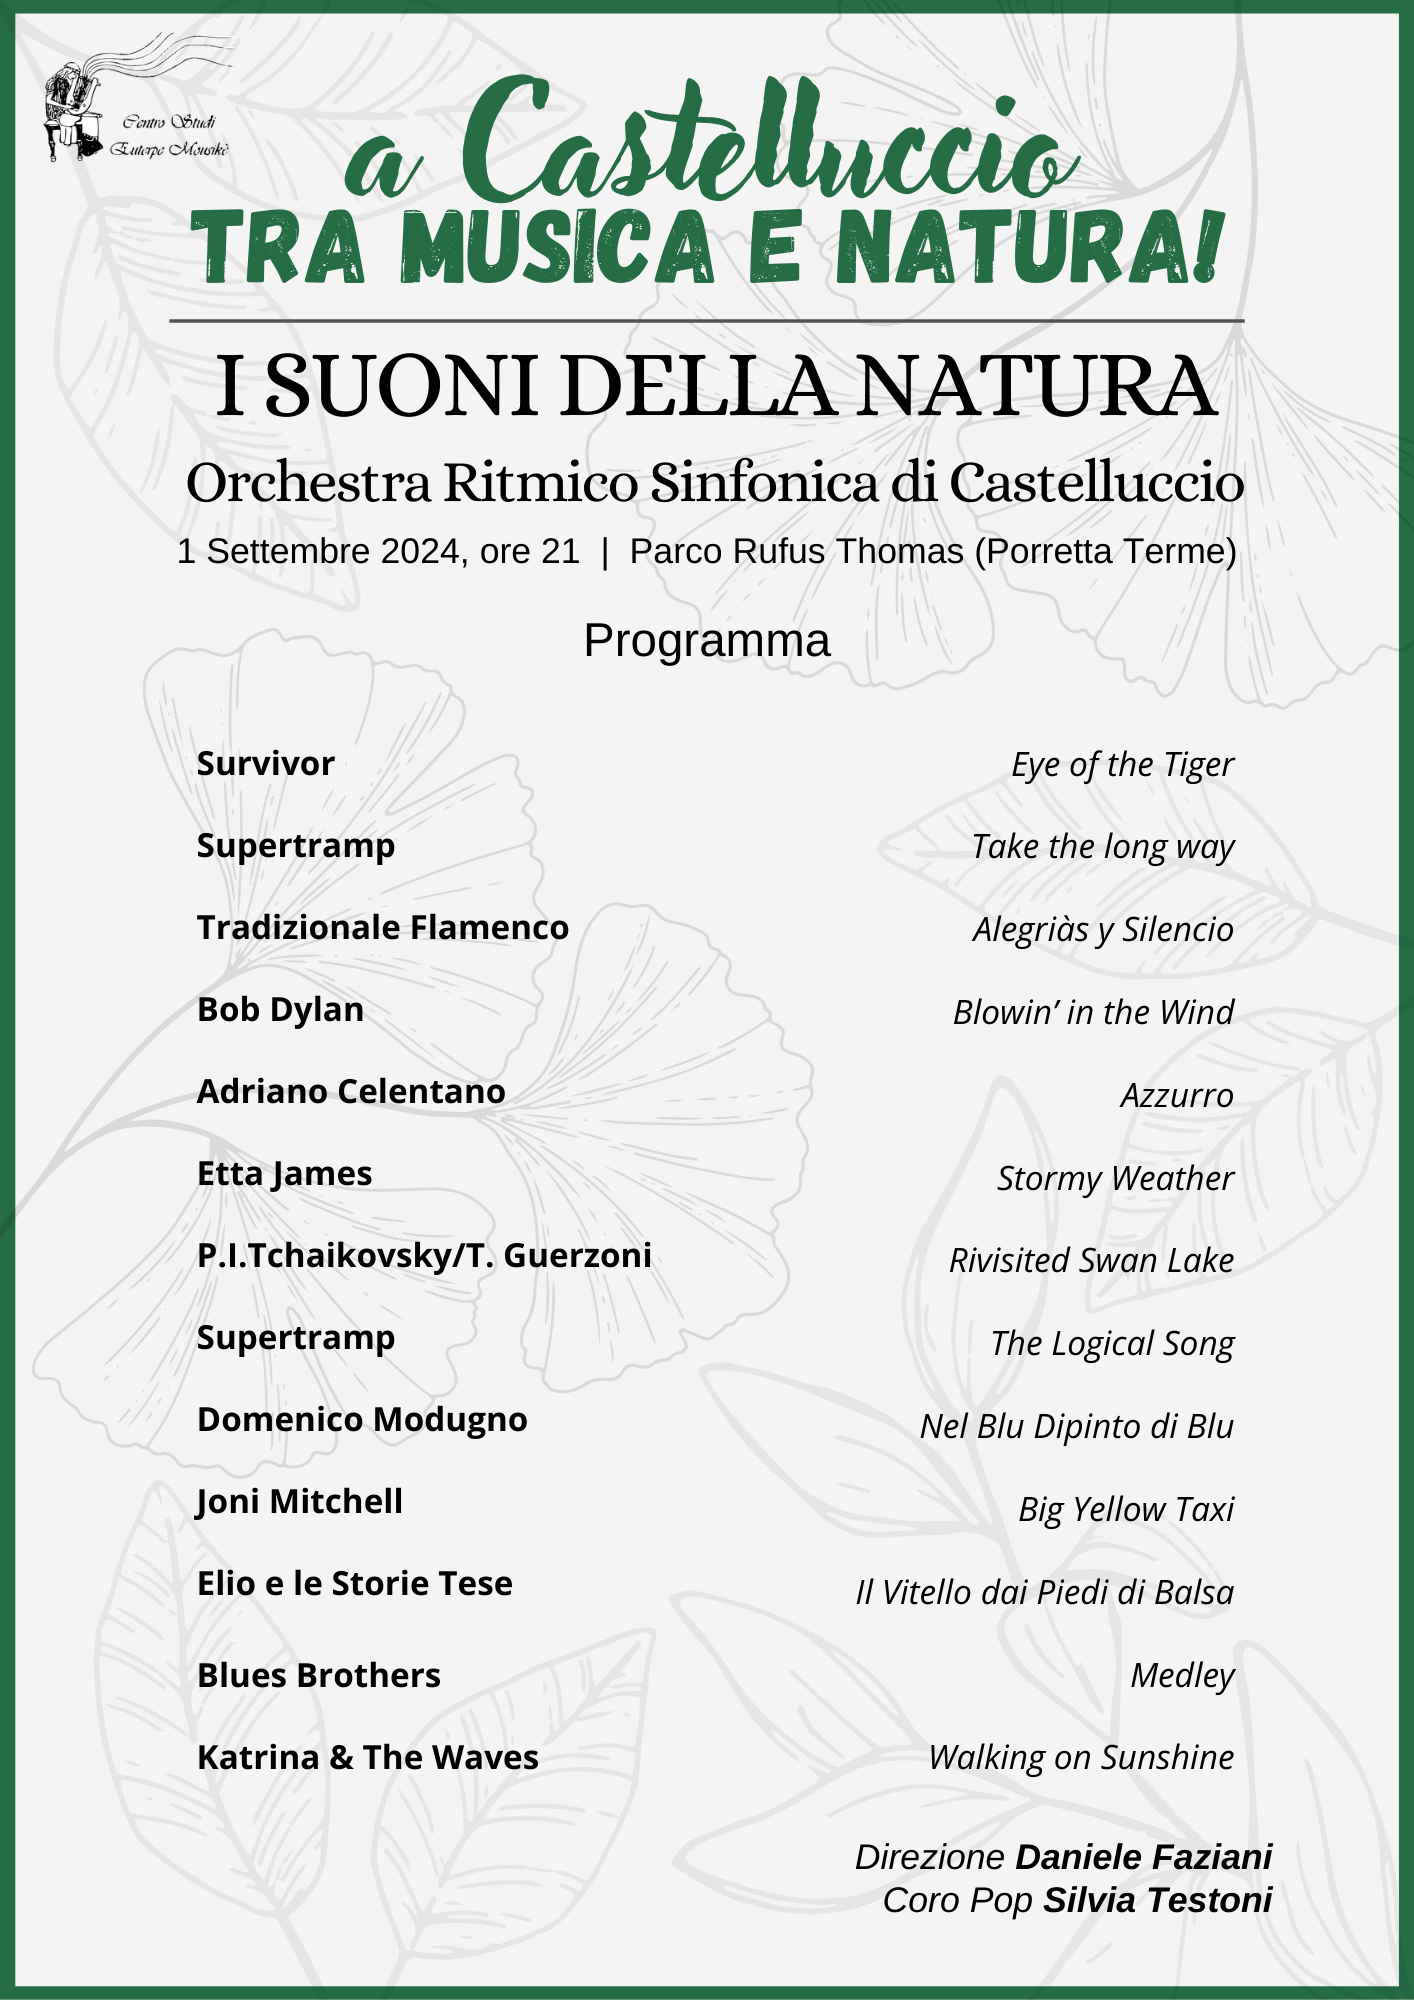 Centro Studi
Euterpe Mousikè
a Castelluccio
TRA MUSICA E NATURA!
I SUONI DELLA NATURA
Orchestra Ritmico Sinfonica di Castelluccio
1 Settembre 2024, ore 21 | Parco Rufus Thomas (Porretta Terme)
Programma
Survivor Eye of the Tiger
Supertramp Take the long way
Tradizionale Flamenco Alegriàs y Silencio
Bob Dylan Blowin’ in the Wind
Adriano Celentano Azzurro
Etta James Stormy Weather
P.I.Tchaikovsky/T. Guerzoni Rivisited Swan Lake
Supertramp The Logical Song
Domenico Modugno Nel Blu Dipinto di Blu
Joni Mitchell Big Yellow Taxi
Elio e le Storie Tese Il Vitello dai Piedi di Balsa
Blues Brothers Medley
Katrina & The Waves Walking on Sunshine
Direzione Daniele Faziani
Coro Pop Silvia Testoni